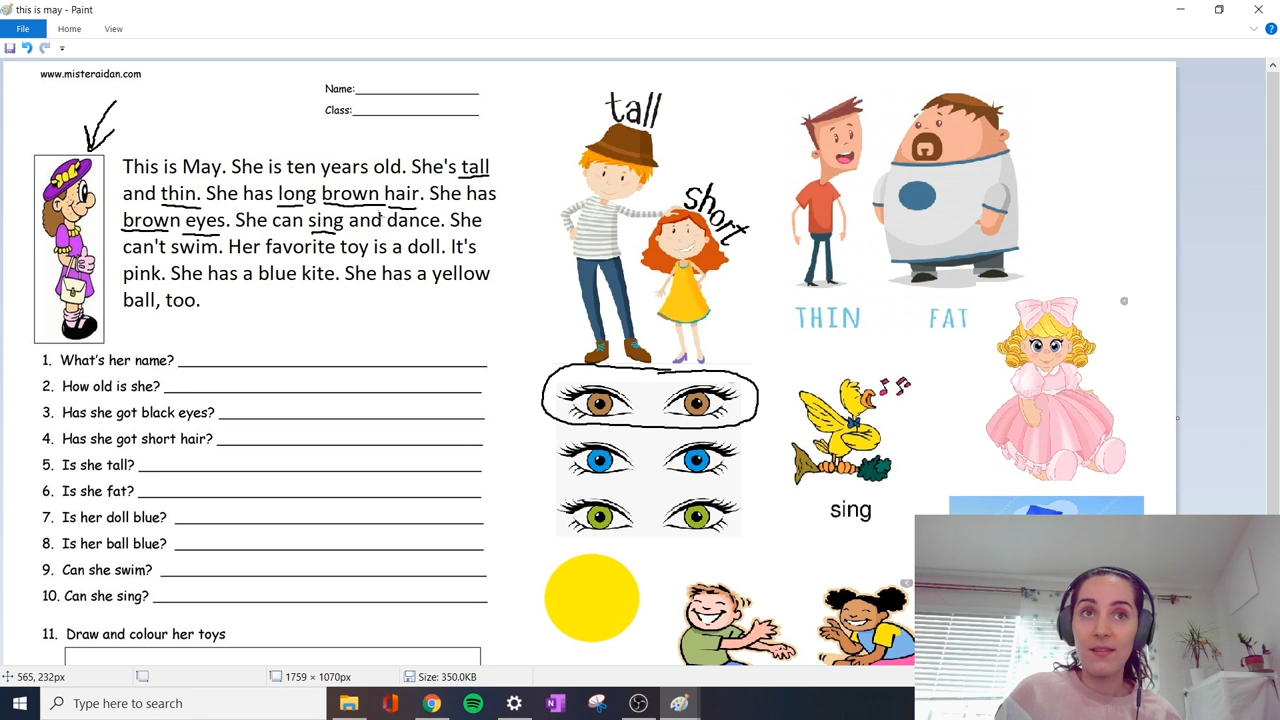 this is may - Paint
File
Home
View
www.misteraidan.com
Name:
Class:
This is May. She is ten years old. She's tall
and thin. She has long brown hair. She has
brown eyes. She can sing and dance. She
can't swim. Her favorite toy is a doll. It's
pink. She has a blue kite. She has a yellow
ball, too.
1. What's her name?
2. How old is she?
3. Has she got black eyes?
4. Has she got short hair?
5. Is she tall?
6. Is she fat?
7. Is her doll blue?
8. Is her ball blue?
9. Can she swim?
10. Can she sing?
11. Draw and colour her toys
tall
short
THIN
FAT
sing
565, 232px
1070px
Size: 350.0KB
Type here to search